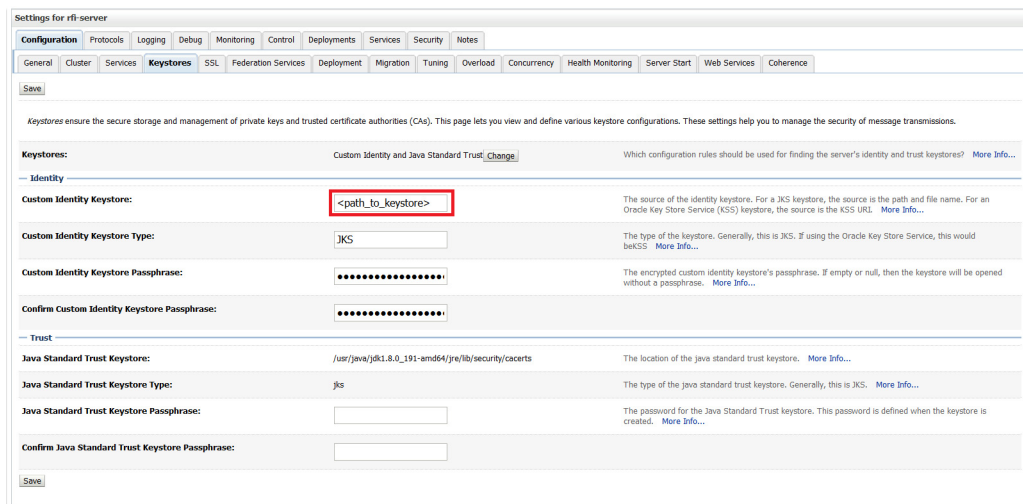 Settings for rfi-server
Configuration Protocols Logging Debug Monitoring Control Deployments Services Security Notes
General Cluster Services Keystores SSL Federation Services Deployment Migration Tuning Overload Concurrency Health Monitoring Server Start Web Services Coherence
Save
Keystores ensure the secure storage and management of private keys and trusted certificate authorities (CAs). This page lets you view and define various keystore configurations. These settings help you to manage the security of message transmissions.
Keystores: Custom Identity and Java Standard Trust Change Which configuration rules should be used for finding the server's identity and trust keystores? More Info...
Identity
Custom Identity Keystore: <path_to_keystore> The source of the identity keystore. For a JKS keystore, the source is the path and file name. For an
Oracle Key Store Service (KSS) keystore, the source is the KSS URI. More Info...
Custom Identity Keystore Type: JKS The type of the keystore. Generally, this is JKS. If using the Oracle Key Store Service, this would
beKSS More Info...
Custom Identity Keystore Passphrase: ●●●●●●●●●●●●●●●●●● The encrypted custom identity keystore's passphrase. If empty or null, then the keystore will be opened
without a passphrase. More Info...
Confirm Custom Identity Keystore Passphrase: ●●●●●●●●●●●●●●●●●●
Trust
Java Standard Trust Keystore: /usr/java/jdk1.8.0_191-amd64/jre/lib/security/cacerts The location of the java standard trust keystore. More Info...
Java Standard Trust Keystore Type: jks The type of the java standard trust keystore. Generally, this is JKS. More Info...
Java Standard Trust Keystore Passphrase: The password for the Java Standard Trust keystore. This password is defined when the keystore is
created. More Info...
Confirm Java Standard Trust Keystore Passphrase:
Save